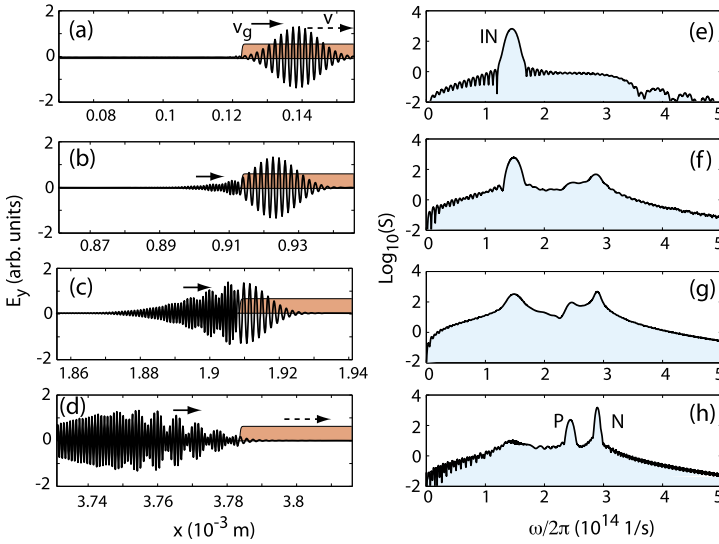 (a)
v_g
v
2
0
-2
0.08 0.1 0.12 0.14
(b)
2
0
-2
0.87 0.89 0.91 0.93
(c)
2
0
-2
1.86 1.88 1.9 1.92 1.94
(d)
2
0
-2
3.74 3.76 3.78 3.8
E_y (arb. units)
x (10⁻³ m)
(e)
IN
4
2
0
-2
0 1 2 3 4 5
(f)
4
2
0
-2
0 1 2 3 4 5
(g)
4
2
0
-2
0 1 2 3 4 5
(h)
P N
4
2
0
-2
0 1 2 3 4 5
Log₁₀(S)
ω/2π (10¹⁴ 1/s)